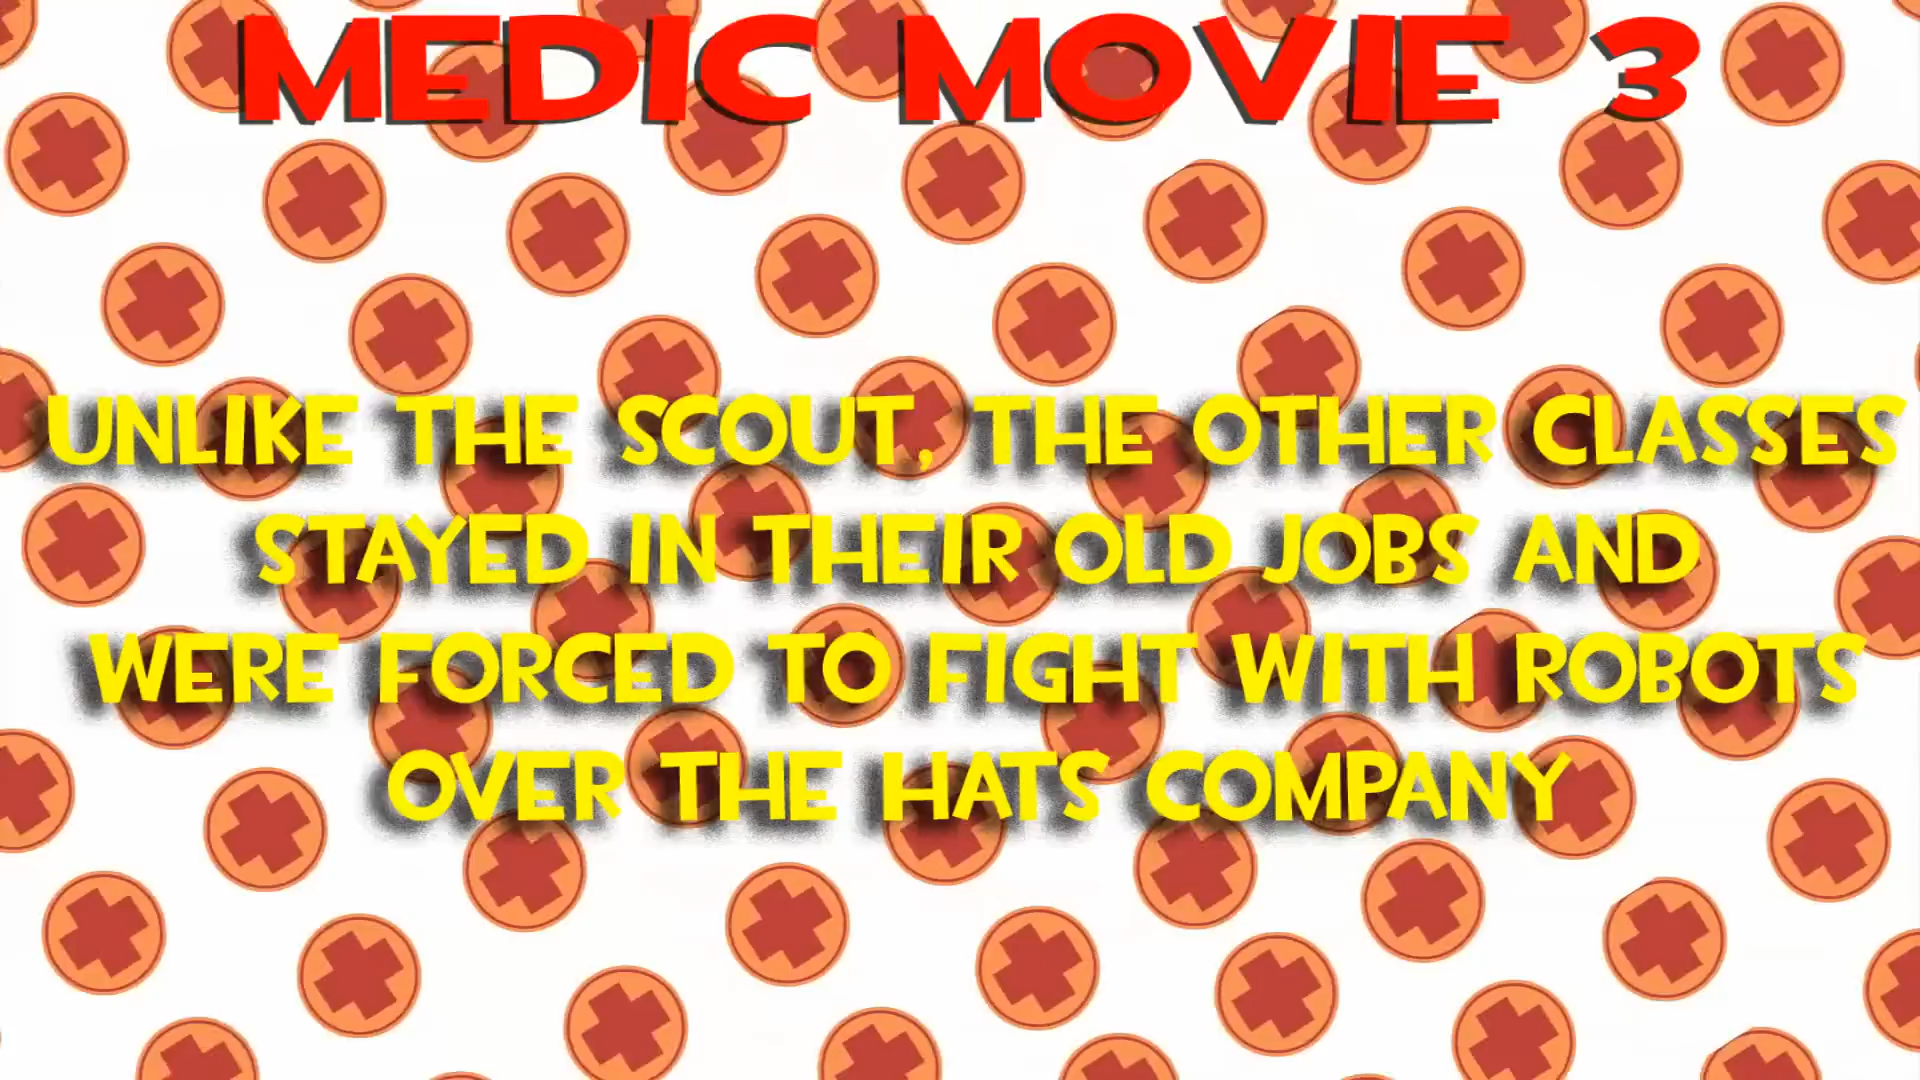 MEDIC MOVIE 3
UNLIKE THE SCOUT, THE OTHER CLASSES
STAYED IN THEIR OLD JOBS AND
WERE FORCED TO FIGHT WITH ROBOTS
OVER THE HATS COMPANY